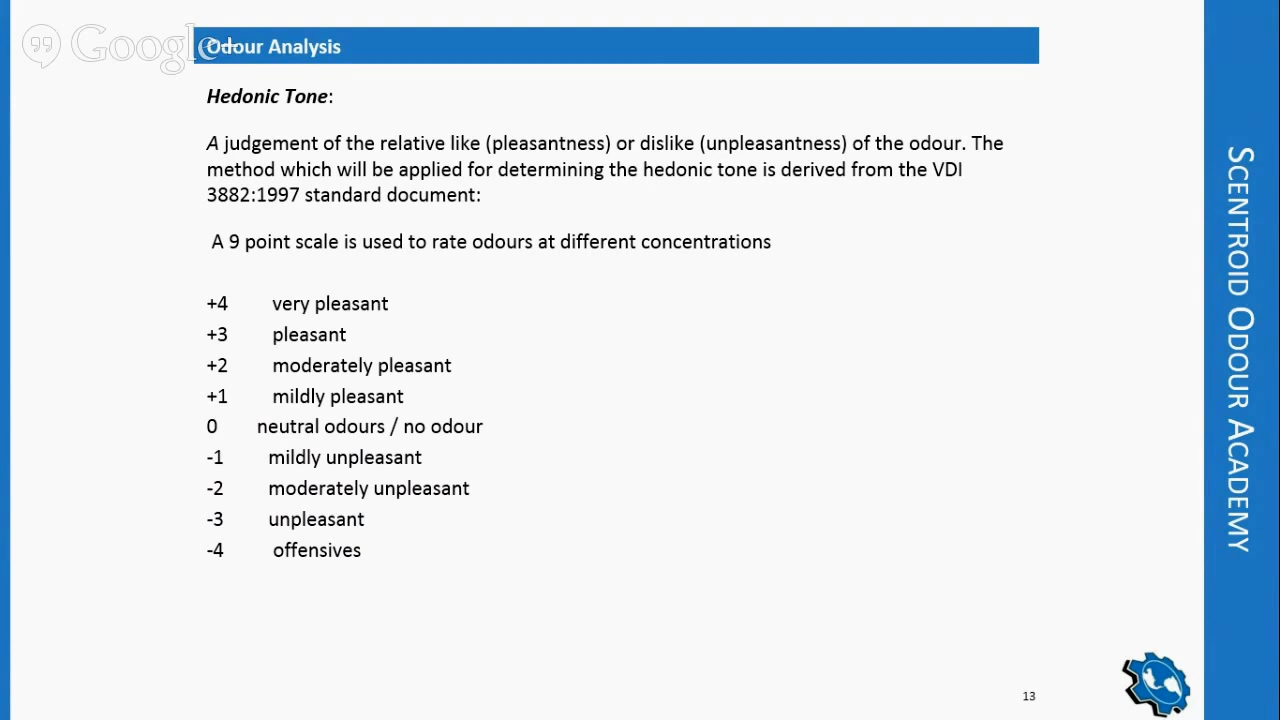 Google+
Odour Analysis
Hedonic Tone:
A judgement of the relative like (pleasantness) or dislike (unpleasantness) of the odour. The
method which will be applied for determining the hedonic tone is derived from the VDI
3882:1997 standard document:
A 9 point scale is used to rate odours at different concentrations
+4 very pleasant
+3 pleasant
+2 moderately pleasant
+1 mildly pleasant
0 neutral odours / no odour
-1 mildly unpleasant
-2 moderately unpleasant
-3 unpleasant
-4 offensives
13
SCENTROID ODOUR ACADEMY